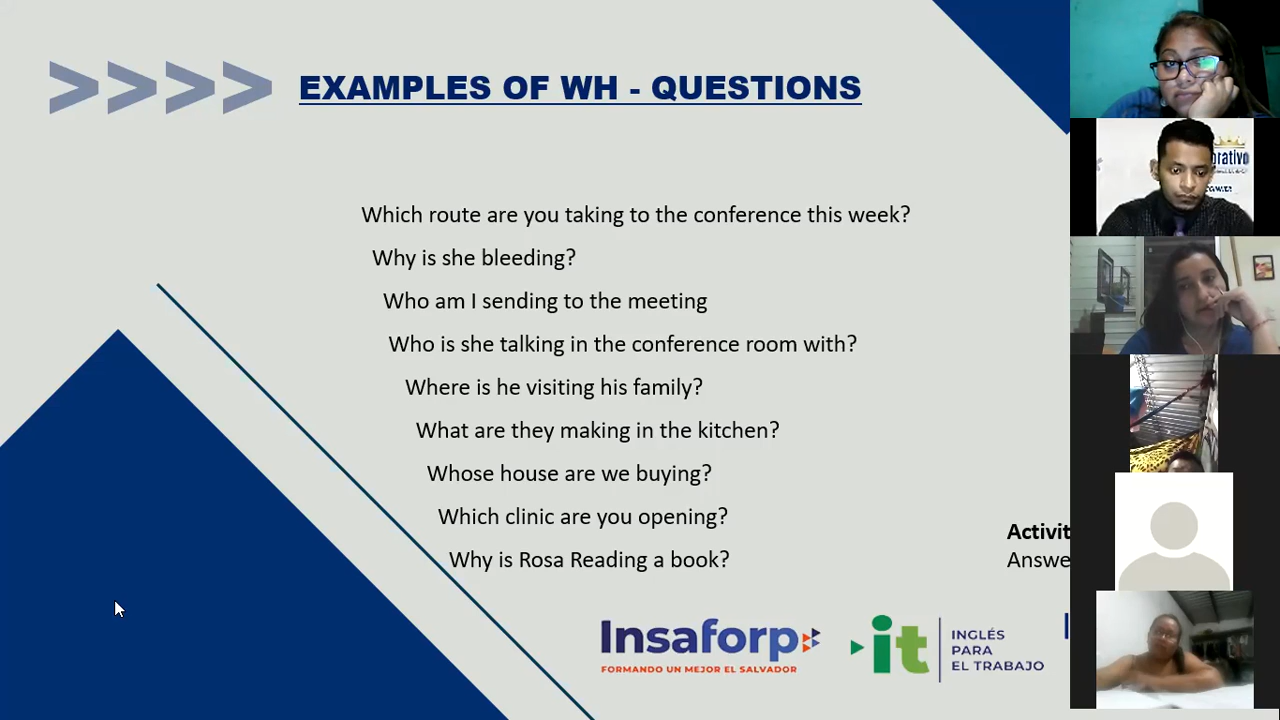 >>>> EXAMPLES OF WH - QUESTIONS
Which route are you taking to the conference this week?
Why is she bleeding?
Who am I sending to the meeting
Who is she talking in the conference room with?
Where is he visiting his family?
What are they making in the kitchen?
Whose house are we buying?
Which clinic are you opening?
Why is Rosa Reading a book?
Activit
Answe
Insaforp
FORMANDO UN MEJOR EL SALVADOR
it
INGLÉS
PARA
EL TRABAJO
orativo